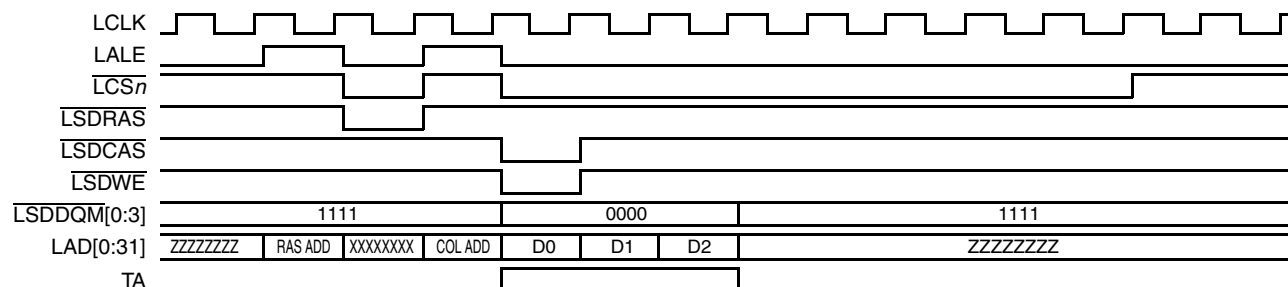 LCLK
LALE
LCSn
LSDRAS
LSDCAS
LSDWE
LSDDQM[0:3] 1111 0000 1111
LAD[0:31] ZZZZZZZZ RAS ADD XXXXXXXX COL ADD D0 D1 D2 ZZZZZZZZ
TA